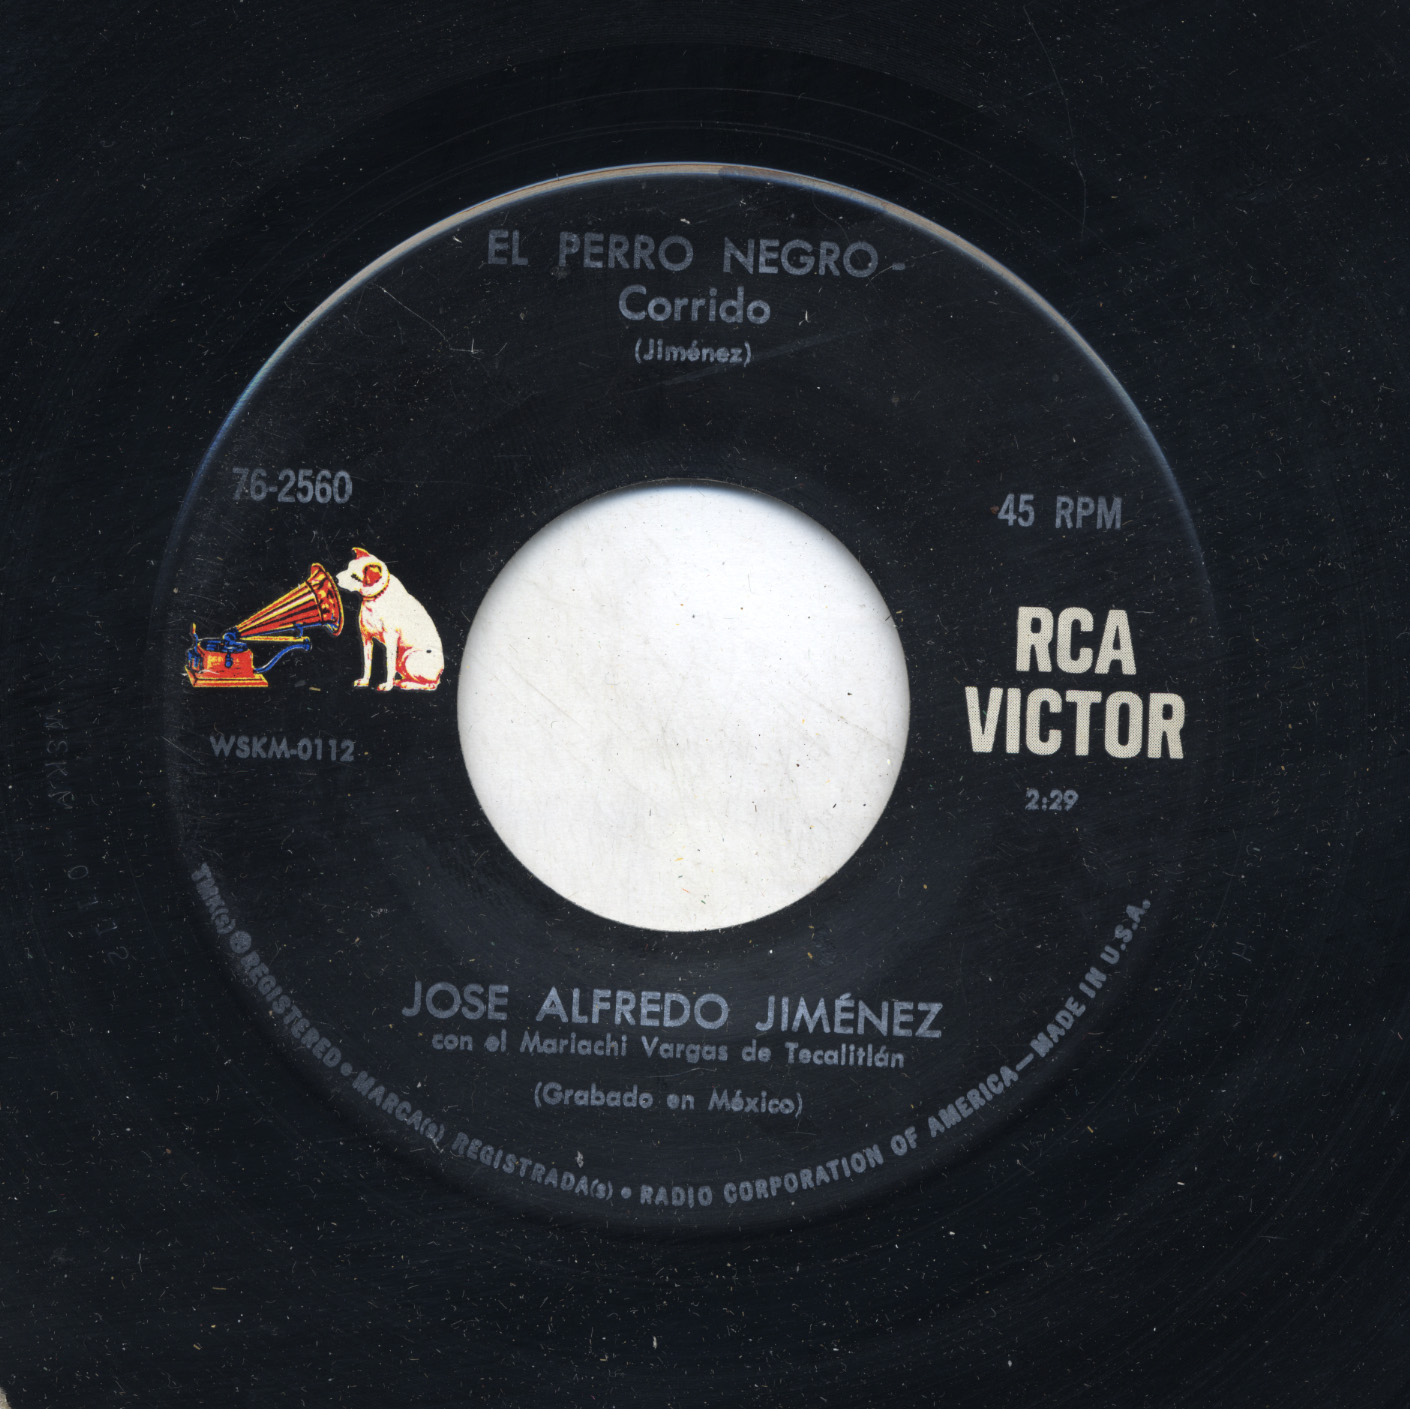 EL PERRO NEGRO -
Corrido
(Jiménez)
76-2560
45 RPM
RCA
VICTOR
WSKM-0112
2:29
JOSE ALFREDO JIMÉNEZ
con el Mariachi Vargas de Tecalitlán
(Grabado en México)
TMK(s) ® REGISTERED • MARCA(s) REGISTRADA(s) • RADIO CORPORATION OF AMERICA—MADE IN U.S.A.